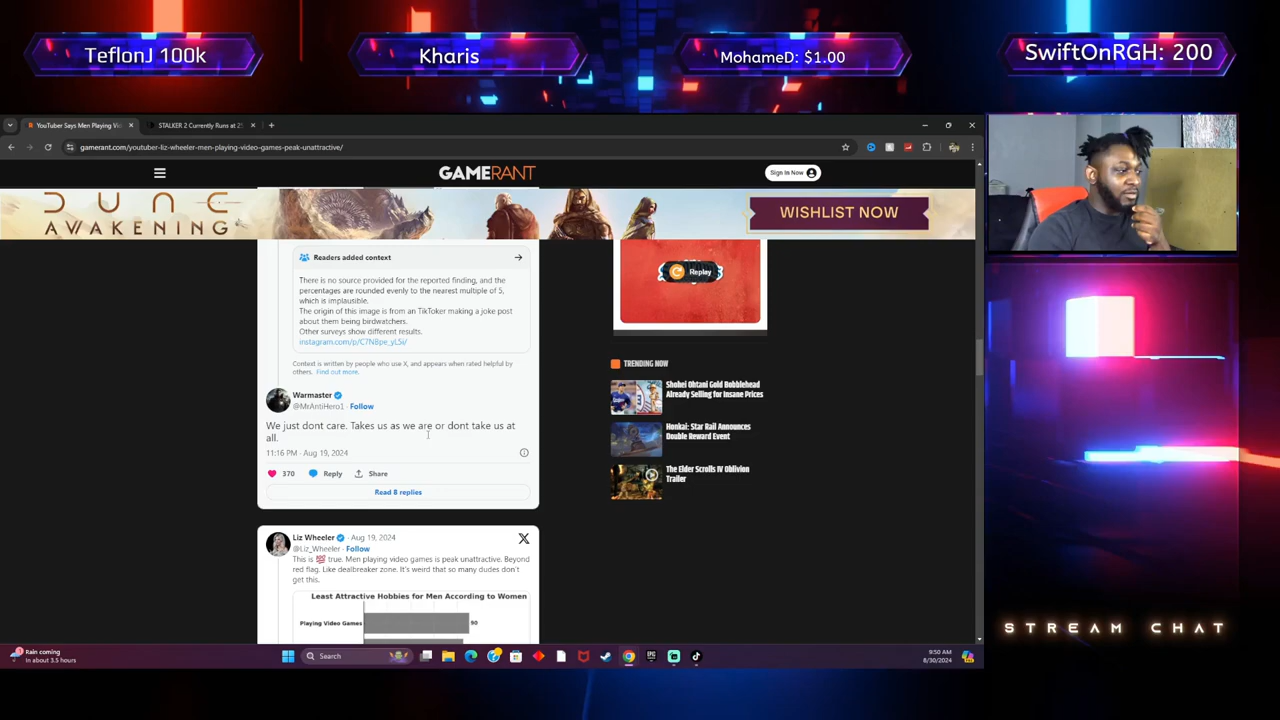 TeflonJ 100k
Kharis
MohameD: $1.00
SwiftOnRGH: 200
YouTuber Says Men Playing Vi
STALKER 2 Currently Runs at 2
gamerant.com/youtuber-liz-wheeler-men-playing-video-games-peak-unattractive/
GAMERANT
Sign In Now
DUNE
AWAKENING
WISHLIST NOW
Readers added context
There is no source provided for the reported finding, and the
percentages are rounded evenly to the nearest multiple of 5,
which is implausible.
The origin of this image is from an TikToker making a joke post
about them being birdwatchers.
Other surveys show different results.
instagram.com/p/C7NBpe_yL5i/
Context is written by people who use X, and appears when rated helpful by
others. Find out more.
Warmaster
@MrAntiHero1 · Follow
We just dont care. Takes us as we are or dont take us at
all.
11:16 PM · Aug 19, 2024
370
Reply
Share
Read 8 replies
Liz Wheeler
· Aug 19, 2024
@Liz_Wheeler · Follow
This is 💯 true. Men playing video games is peak unattractive. Beyond
red flag. Like dealbreaker zone. It's weird that so many dudes don't
get this.
Least Attractive Hobbies for Men According to Women
Playing Video Games
90
Replay
TRENDING NOW
Shohei Ohtani Gold Bobblehead
Already Selling for Insane Prices
Honkai: Star Rail Announces
Double Reward Event
The Elder Scrolls IV Oblivion
Trailer
STREAM CHAT
Rain coming
In about 3.5 hours
Search
9:50 AM
8/30/2024